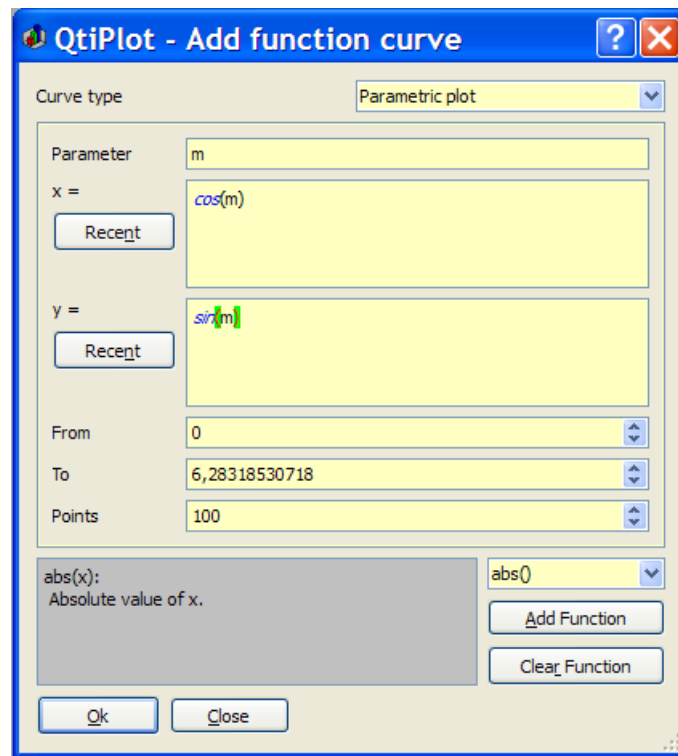 QtiPlot - Add function curve
Curve type Parametric plot
Parameter m
x = cos(m)
Recent
y = sin(m)
Recent
From 0
To 6,28318530718
Points 100
abs(x):
Absolute value of x.
abs()
Add Function
Clear Function
Ok Close